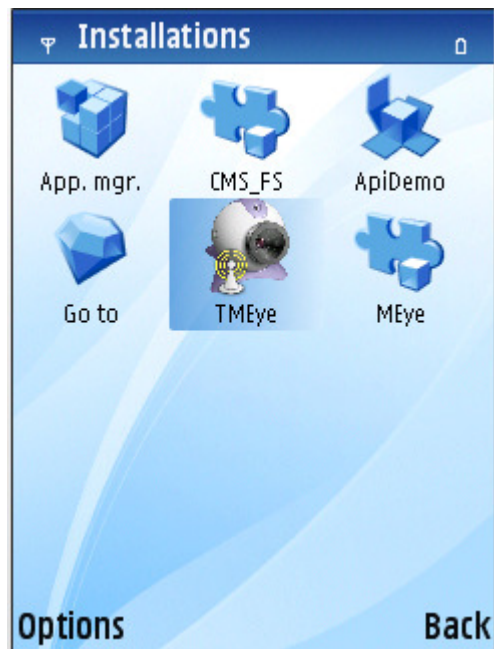 Installations
App. mgr.
CMS_FS
ApiDemo
Go to
TMEye
MEye
Options
Back